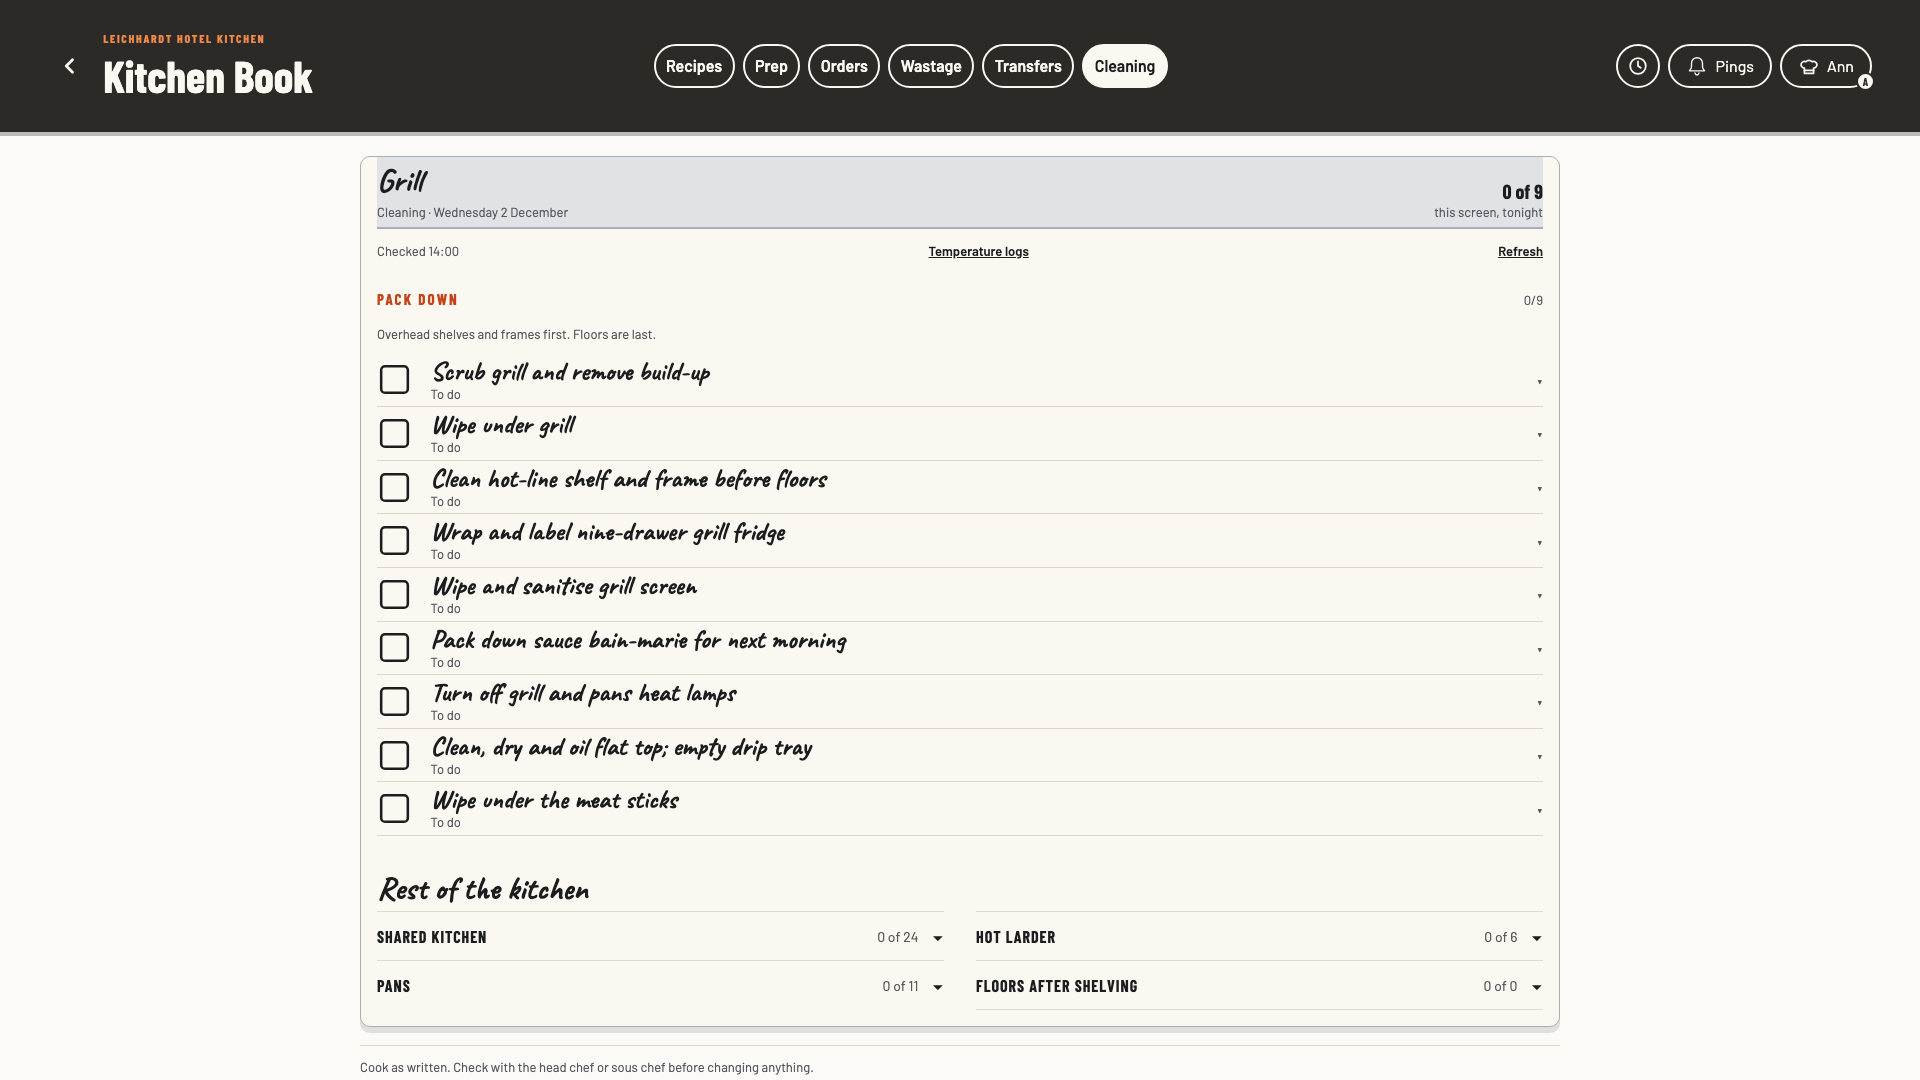 LEICHHARDT HOTEL KITCHEN
Kitchen Book
Recipes
Prep
Orders
Wastage
Transfers
Cleaning
Pings
Ann
A
Grill
Cleaning · Wednesday 2 December
0 of 9
this screen, tonight
Checked 14:00
Temperature logs
Refresh
PACK DOWN
0/9
Overhead shelves and frames first. Floors are last.
Scrub grill and remove build-up
To do
Wipe under grill
To do
Clean hot-line shelf and frame before floors
To do
Wrap and label nine-drawer grill fridge
To do
Wipe and sanitise grill screen
To do
Pack down sauce bain-marie for next morning
To do
Turn off grill and pans heat lamps
To do
Clean, dry and oil flat top; empty drip tray
To do
Wipe under the meat sticks
To do
Rest of the kitchen
SHARED KITCHEN
0 of 24
HOT LARDER
0 of 6
PANS
0 of 11
FLOORS AFTER SHELVING
0 of 0
Cook as written. Check with the head chef or sous chef before changing anything.